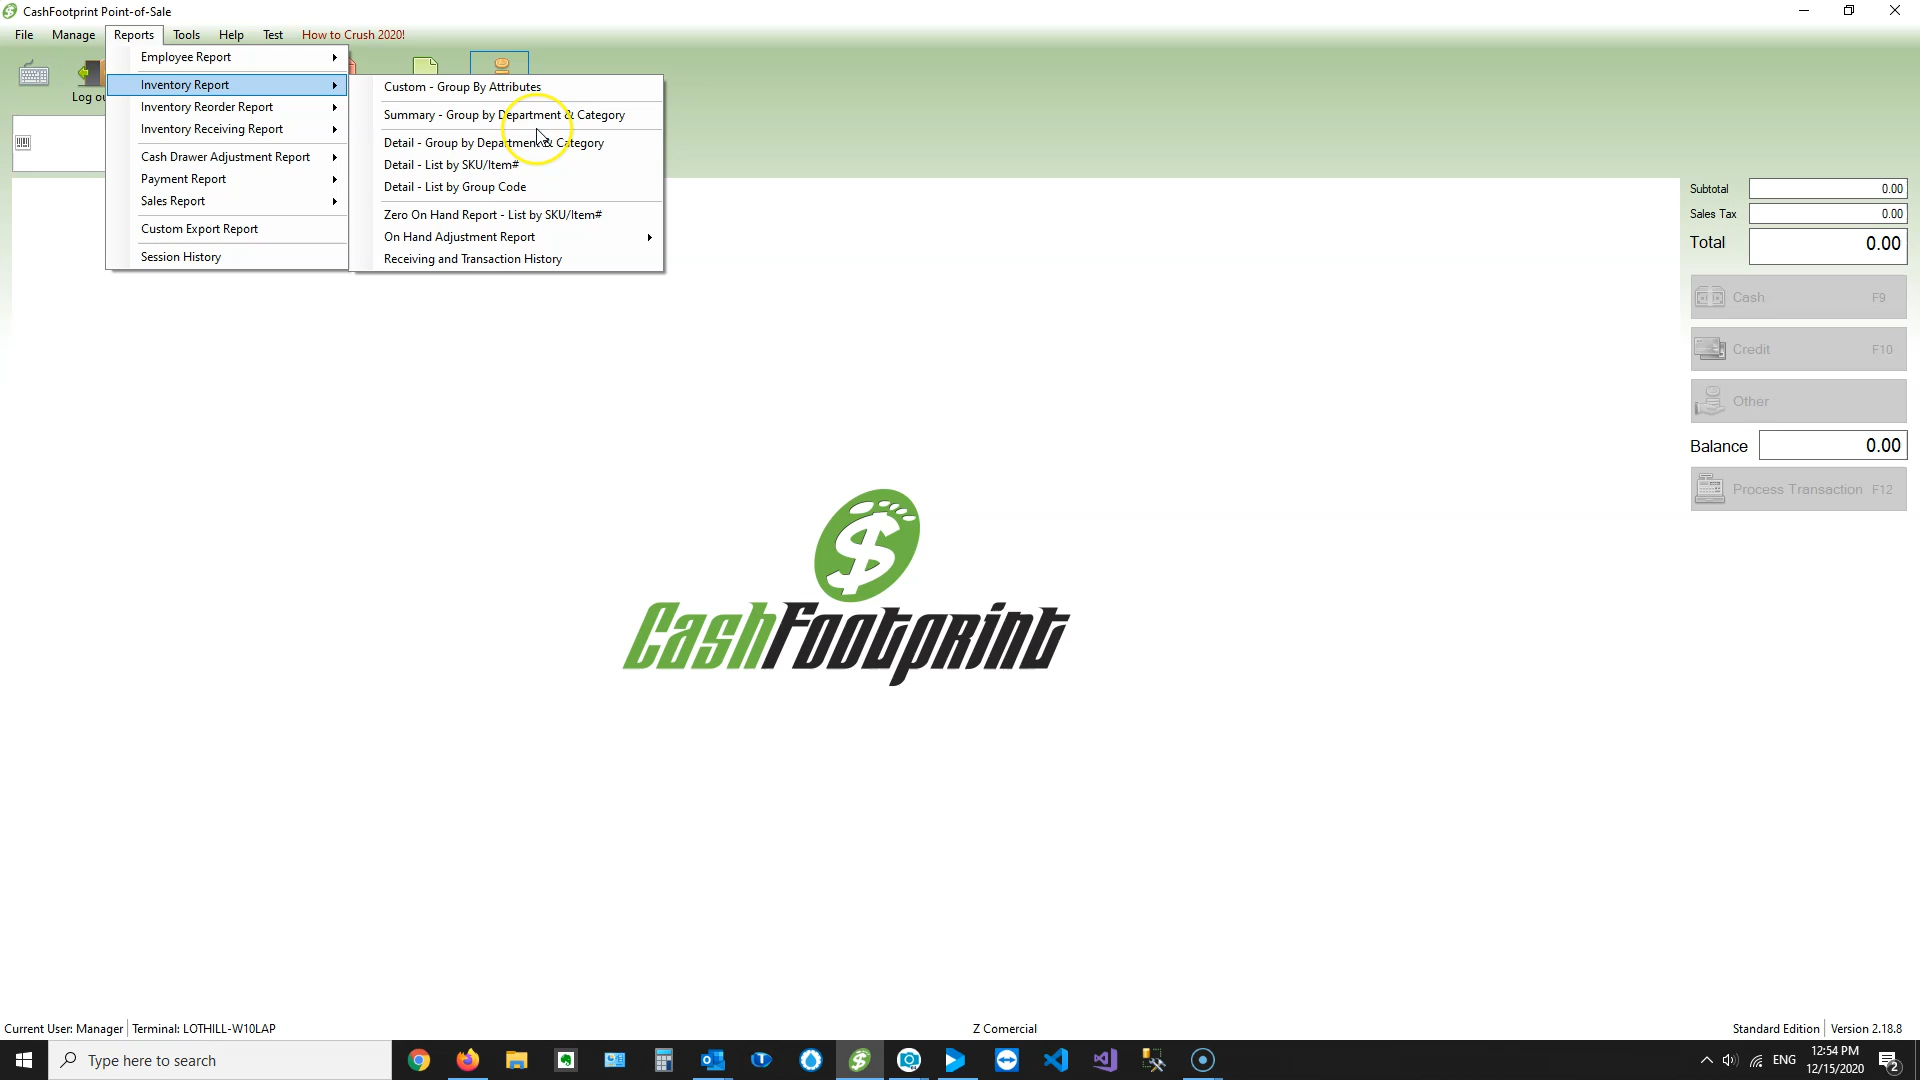 CashFootprint Point-of-Sale
File Manage Reports Tools Help Test How to Crush 2020!
Log ou
Employee Report
Inventory Report
Inventory Reorder Report
Inventory Receiving Report
Cash Drawer Adjustment Report
Payment Report
Sales Report
Custom Export Report
Session History
Custom - Group By Attributes
Summary - Group by Department & Category
Detail - Group by Department & Category
Detail - List by SKU/Item#
Detail - List by Group Code
Zero On Hand Report - List by SKU/Item#
On Hand Adjustment Report
Receiving and Transaction History
Subtotal 0.00
Sales Tax 0.00
Total 0.00
Cash F9
Credit F10
Other
Balance 0.00
Process Transaction F12
$
CashFootprint
Current User: Manager Terminal: LOTHILL-W10LAP Z Comercial Standard Edition Version 2.18.8
Type here to search
ENG
12:54 PM
12/15/2020
2